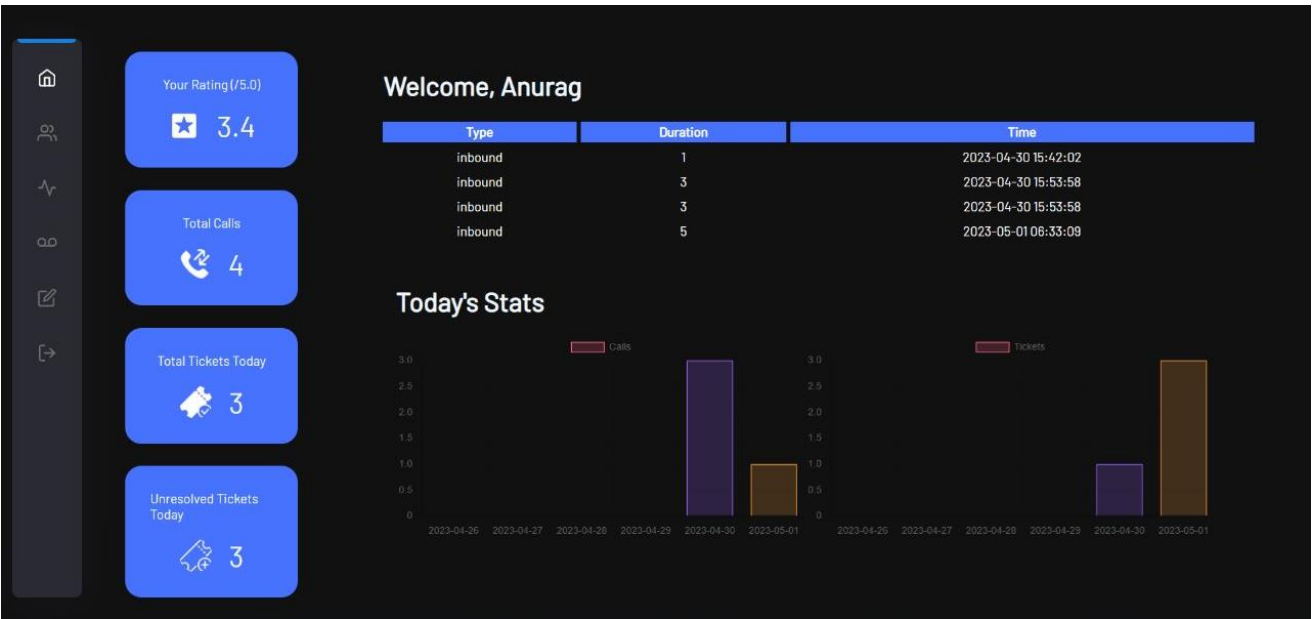 Your Rating (/5.0)
3.4
Total Calls
4
Total Tickets Today
3
Unresolved Tickets
Today
3
Welcome, Anurag
Type Duration Time
inbound 1 2023-04-30 15:42:02
inbound 3 2023-04-30 15:53:58
inbound 3 2023-04-30 15:53:58
inbound 5 2023-05-01 06:33:09
Today's Stats
Calls
3.0
2.5
2.0
1.5
1.0
0.5
0
2023-04-26 2023-04-27 2023-04-28 2023-04-29 2023-04-30 2023-05-01
Tickets
3.0
2.5
2.0
1.5
1.0
0.5
0
2023-04-26 2023-04-27 2023-04-28 2023-04-29 2023-04-30 2023-05-01